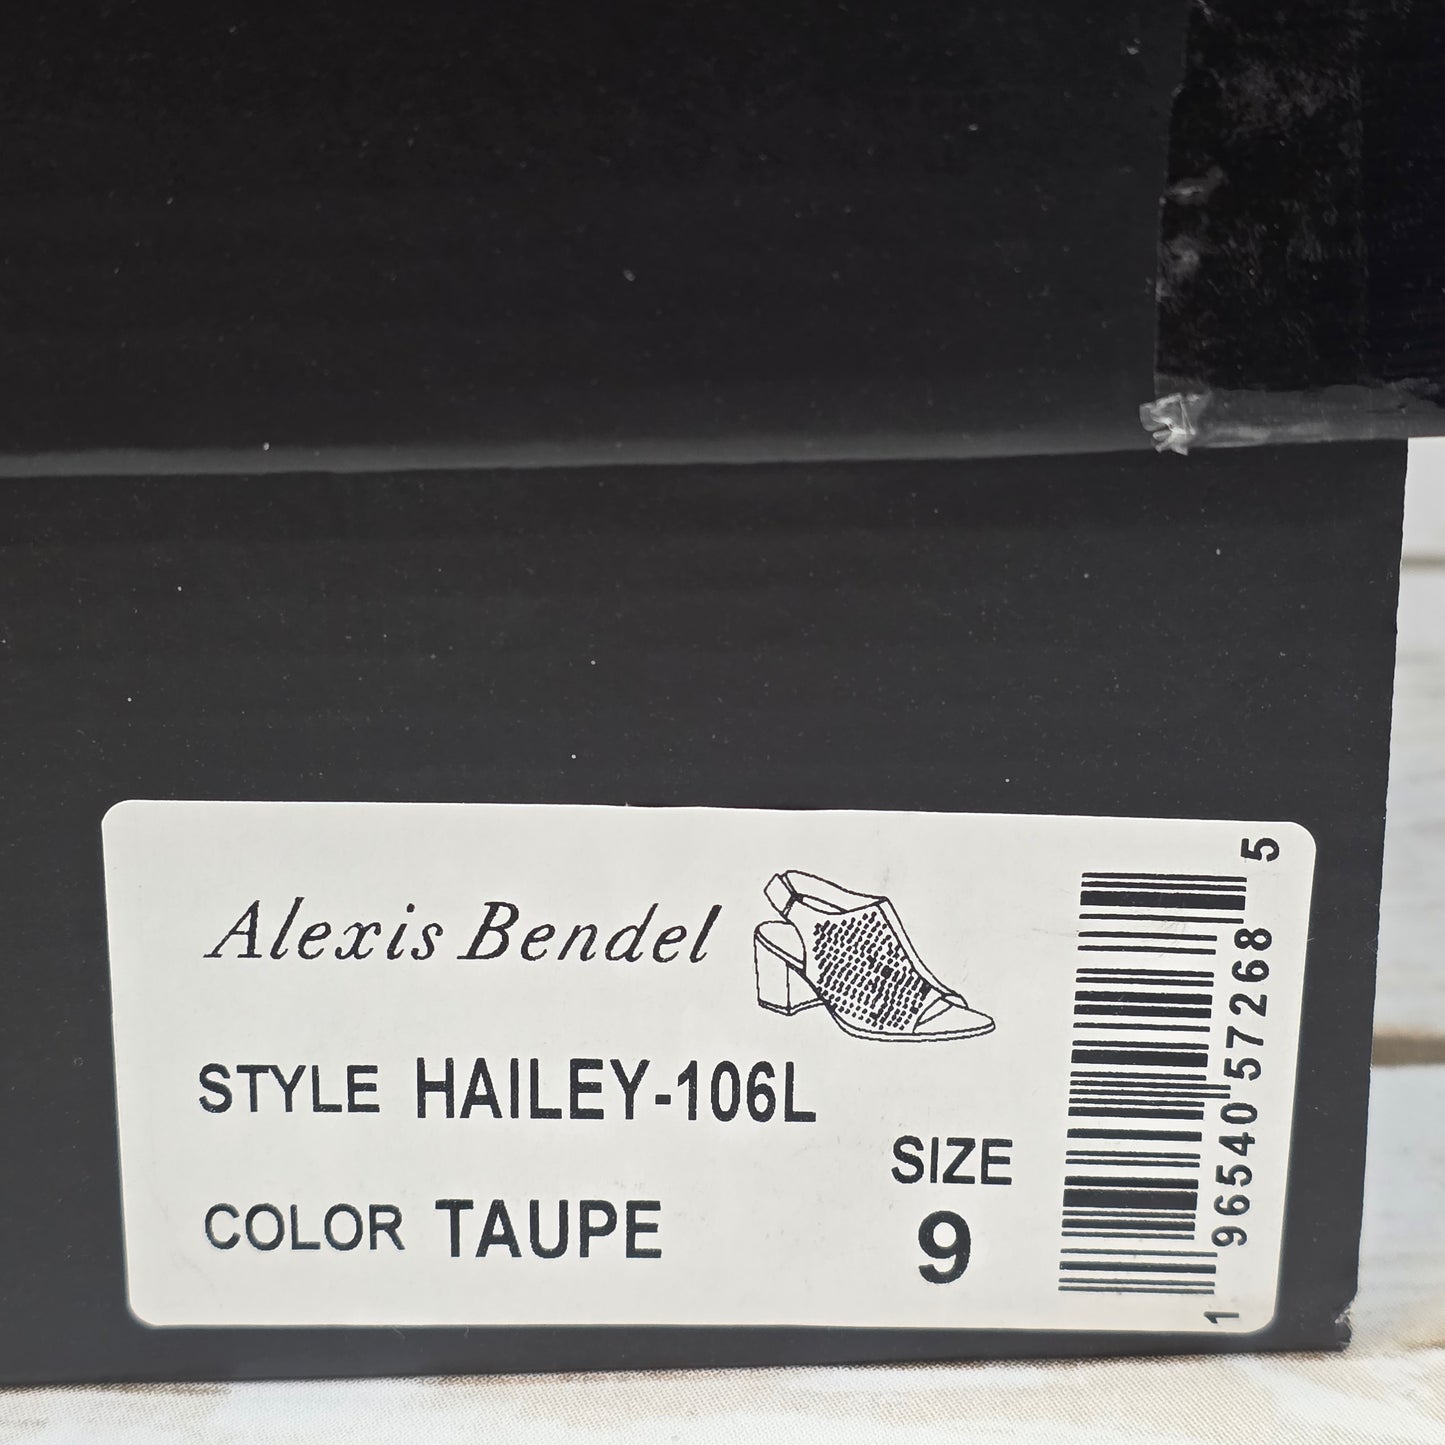 Alexis Bendel
STYLE HAILEY-106L
COLOR TAUPE
SIZE
9
1 96540 57268 5